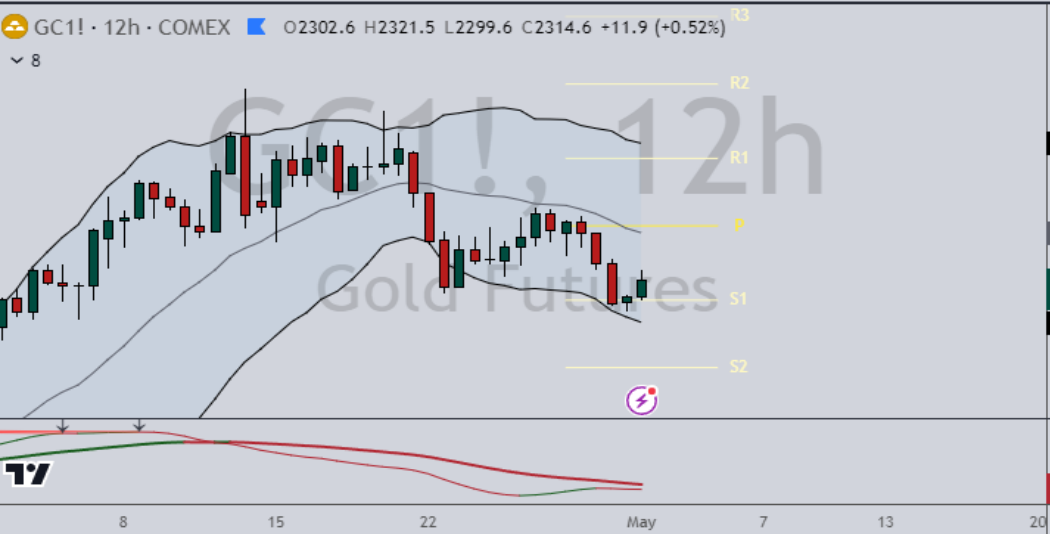 R3
GC1! · 12h · COMEX O2302.6 H2321.5 L2299.6 C2314.6 +11.9 (+0.52%)
8
R2
GC1!, 12h
R1
P
Gold Futures
S1
S2
8 15 22 May 7 13 20